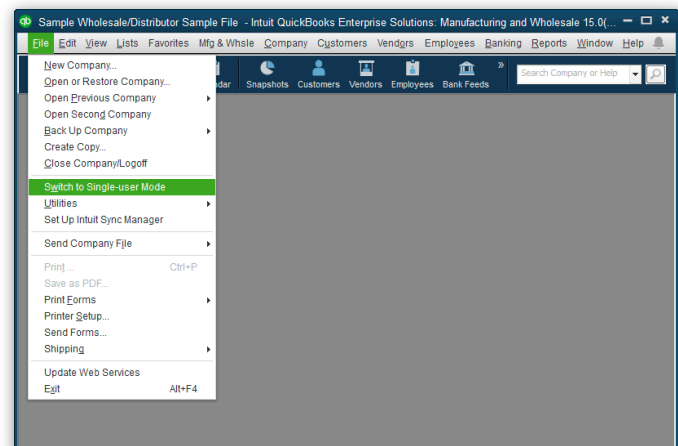 qb Sample Wholesale/Distributor Sample File - Intuit QuickBooks Enterprise Solutions: Manufacturing and Wholesale 15.0(...
File Edit View Lists Favorites Mfg & Whsle Company Customers Vendors Employees Banking Reports Window Help
dar Snapshots Customers Vendors Employees Bank Feeds » Search Company or Help
New Company...
Open or Restore Company...
Open Previous Company
Open Second Company
Back Up Company
Create Copy...
Close Company/Logoff
Switch to Single-user Mode
Utilities
Set Up Intuit Sync Manager
Send Company File
Print ... Ctrl+P
Save as PDF...
Print Forms
Printer Setup...
Send Forms...
Shipping
Update Web Services
Exit Alt+F4